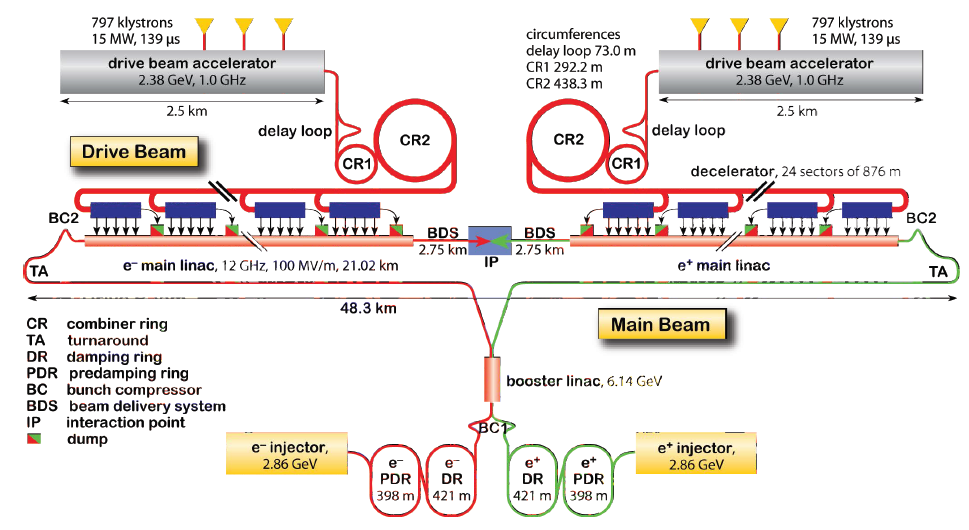 797 klystrons
15 MW, 139 µs
drive beam accelerator
2.38 GeV, 1.0 GHz
2.5 km
delay loop
CR1
CR2
circumferences
delay loop 73.0 m
CR1 292.2 m
CR2 438.3 m
797 klystrons
15 MW, 139 µs
drive beam accelerator
2.38 GeV, 1.0 GHz
2.5 km
CR2
CR1
delay loop
Drive Beam
decelerator, 24 sectors of 876 m
BC2
BDS
2.75 km
IP
BDS
2.75 km
BC2
TA
e− main linac, 12 GHz, 100 MV/m, 21.02 km
e+ main linac
TA
48.3 km
Main Beam
CR combiner ring
TA turnaround
DR damping ring
PDR predamping ring
BC bunch compressor
BDS beam delivery system
IP interaction point
dump
booster linac, 6.14 GeV
BC1
e− injector,
2.86 GeV
e−
PDR
398 m
e−
DR
421 m
e+
DR
421 m
e+
PDR
398 m
e+ injector,
2.86 GeV